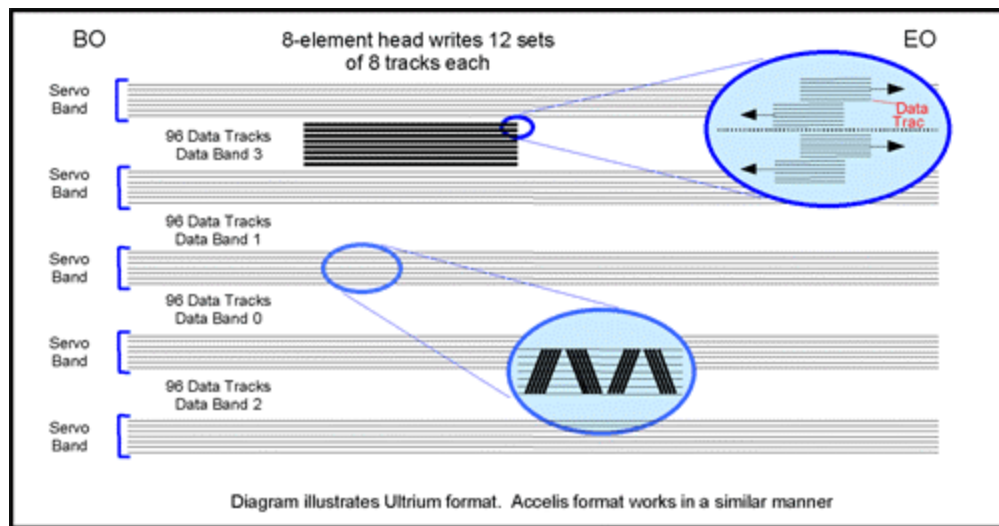 BO
8-element head writes 12 sets
of 8 tracks each
EO
Servo
Band
Data
Trac
96 Data Tracks
Data Band 3
Servo
Band
96 Data Tracks
Data Band 1
Servo
Band
96 Data Tracks
Data Band 0
Servo
Band
96 Data Tracks
Data Band 2
Servo
Band
Diagram illustrates Ultrium format. Accelis format works in a similar manner